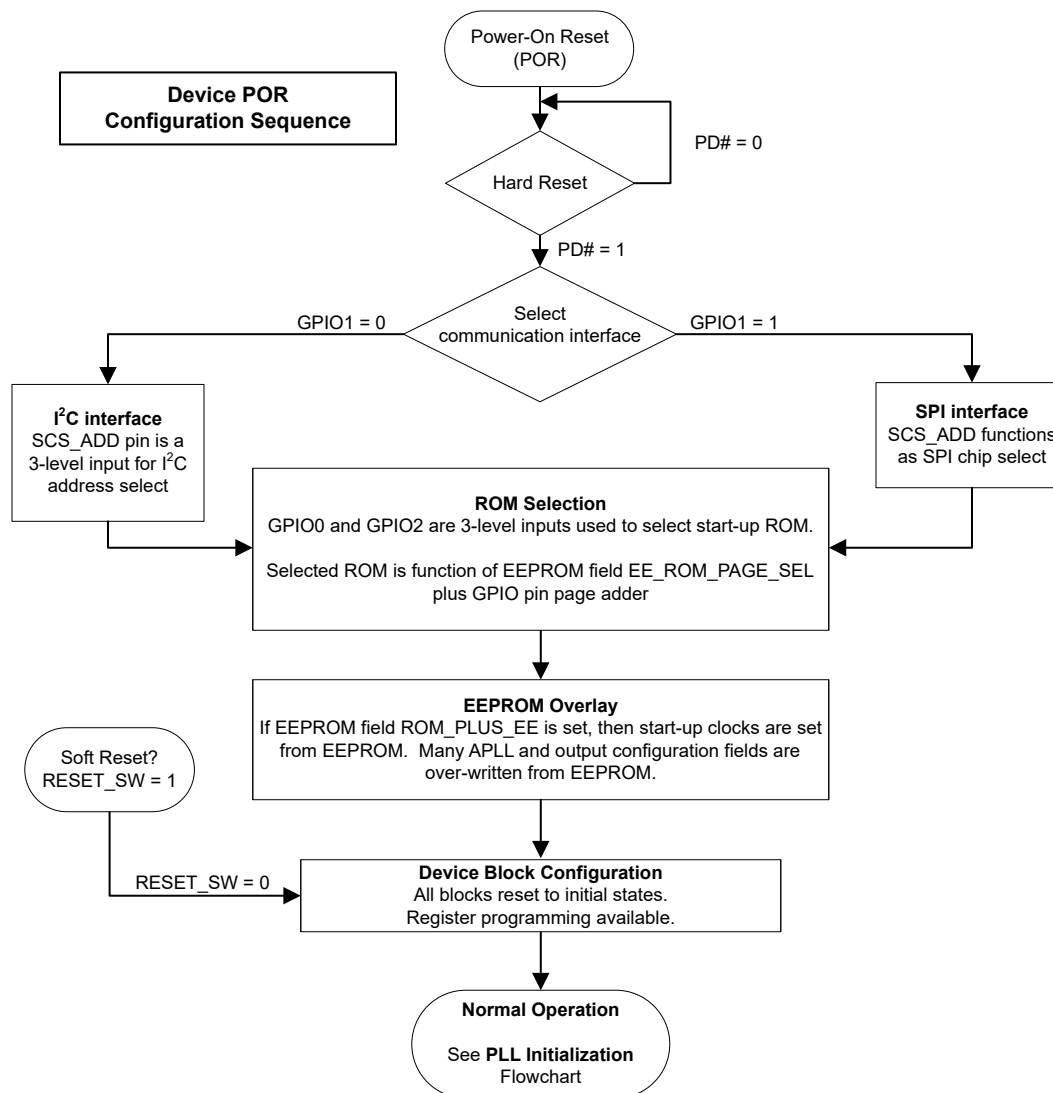 Power-On Reset
(POR)
Device POR
Configuration Sequence
PD# = 0
Hard Reset
PD# = 1
Select
communication interface
GPIO1 = 0
GPIO1 = 1
I²C interface
SCS_ADD pin is a
3-level input for I²C
address select
SPI interface
SCS_ADD functions
as SPI chip select
ROM Selection
GPIO0 and GPIO2 are 3-level inputs used to select start-up ROM.
Selected ROM is function of EEPROM field EE_ROM_PAGE_SEL
plus GPIO pin page adder
EEPROM Overlay
If EEPROM field ROM_PLUS_EE is set, then start-up clocks are set
from EEPROM. Many APLL and output configuration fields are
over-written from EEPROM.
Soft Reset?
RESET_SW = 1
RESET_SW = 0
Device Block Configuration
All blocks reset to initial states.
Register programming available.
Normal Operation
See PLL Initialization
Flowchart